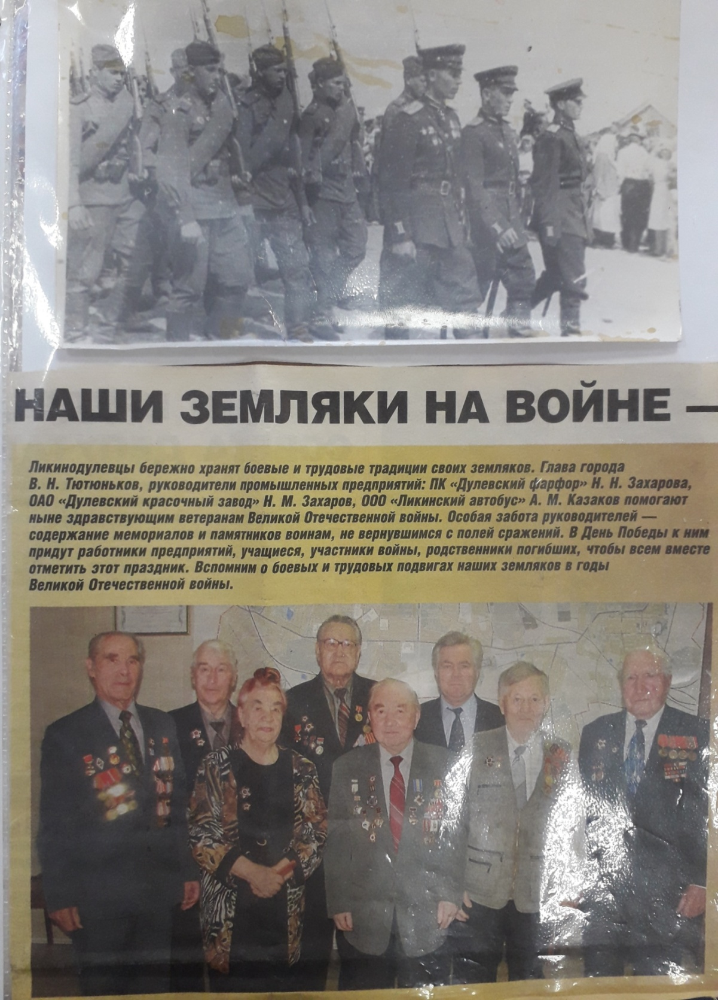 НАШИ ЗЕМЛЯКИ НА ВОЙНЕ —
Ликинодулевцы бережно хранят боевые и трудовые традиции своих земляков. Глава города
В. Н. Тютюньков, руководители промышленных предприятий: ПК «Дулевский фарфор» Н. Н. Захарова,
ОАО «Дулевский красочный завод» Н. М. Захаров, ООО «Ликинский автобус» А. М. Казаков помогают
ныне здравствующим ветеранам Великой Отечественной войны. Особая забота руководителей —
содержание мемориалов и памятников воинам, не вернувшимся с полей сражений. В День Победы к ним
придут работники предприятий, учащиеся, участники войны, родственники погибших, чтобы всем вместе
отметить этот праздник. Вспомним о боевых и трудовых подвигах наших земляков в годы
Великой Отечественной войны.